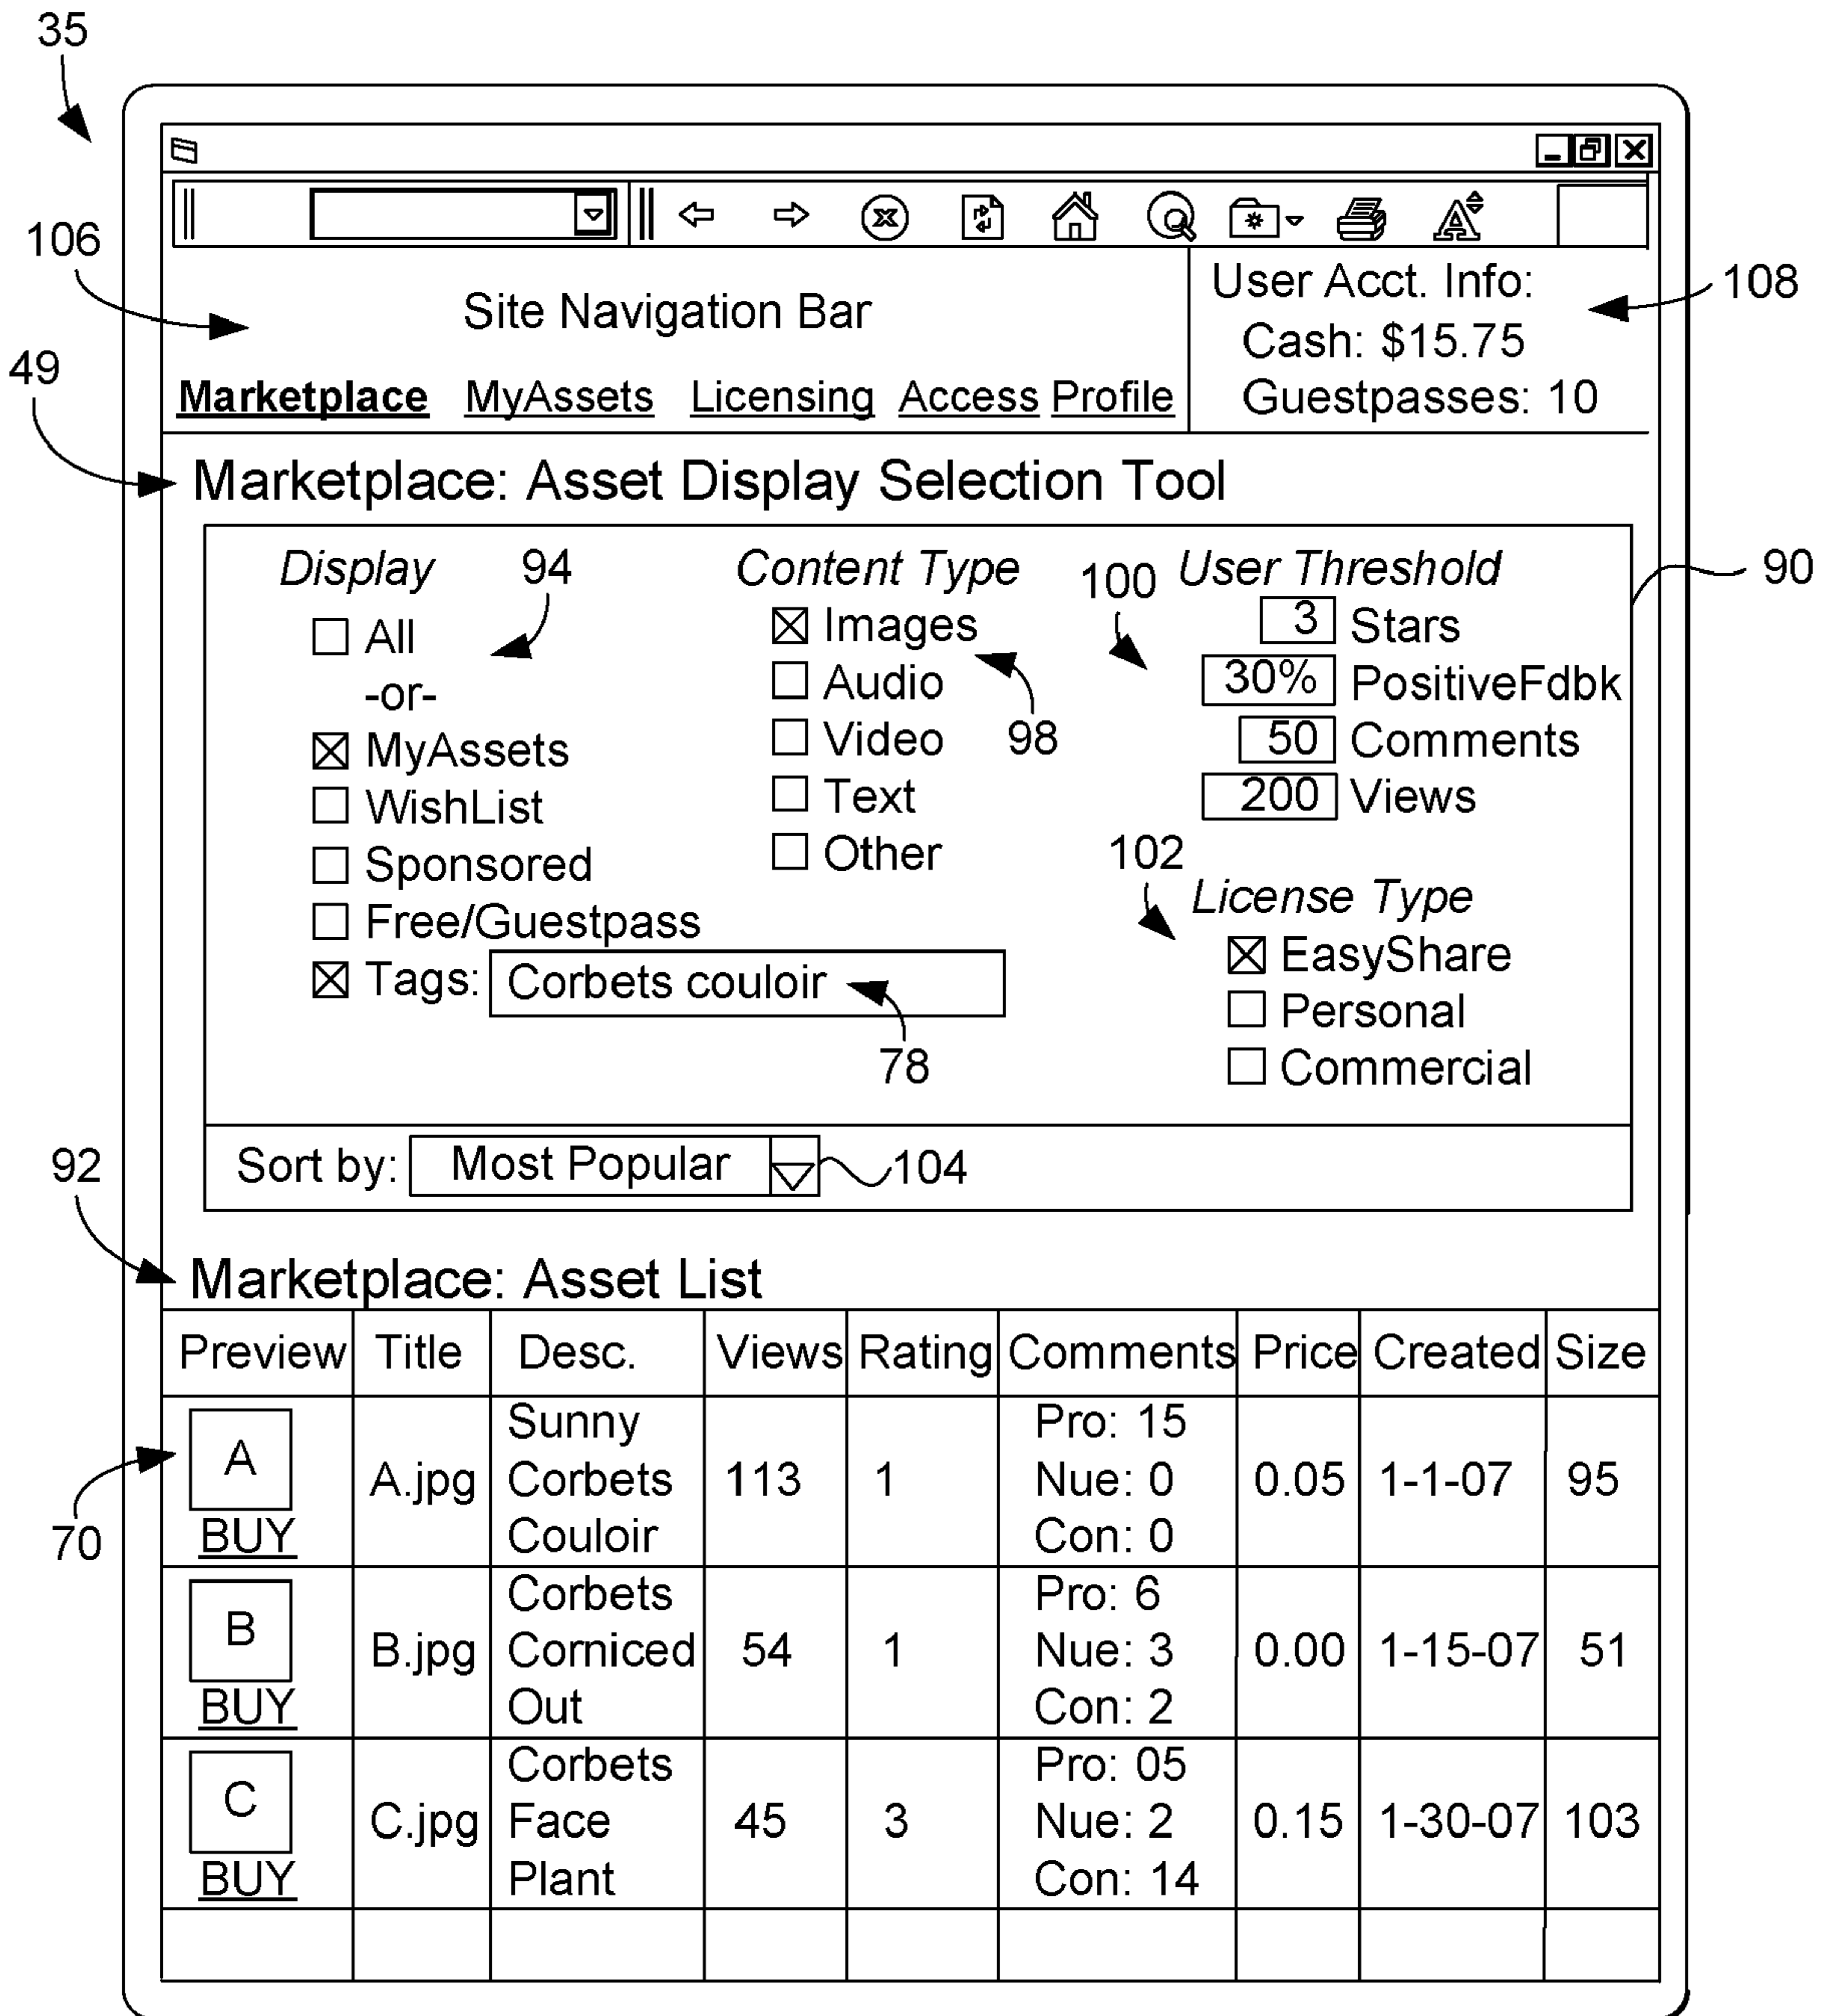 35
106
Site Navigation Bar
User Acct. Info:
108
Cash: $15.75
Guestpasses: 10
49
Marketplace MyAssets Licensing Access Profile
Marketplace: Asset Display Selection Tool
90
Display 94
All
-or-
MyAssets
WishList
Sponsored
Free/Guestpass
Tags: Corbets couloir
78
Content Type
Images
Audio
Video
Text
Other
98
100 User Threshold
3 Stars
30% PositiveFdbk
50 Comments
200 Views
102
License Type
EasyShare
Personal
Commercial
Sort by: Most Popular 104
92
Marketplace: Asset List
Preview Title Desc. Views Rating Comments Price Created Size
70
A
BUY
A.jpg
Sunny
Corbets
Couloir
113
1
Pro: 15
Nue: 0
Con: 0
0.05
1-1-07
95
B
BUY
B.jpg
Corbets
Corniced
Out
54
1
Pro: 6
Nue: 3
Con: 2
0.00
1-15-07
51
C
BUY
C.jpg
Corbets
Face
Plant
45
3
Pro: 05
Nue: 2
Con: 14
0.15
1-30-07
103